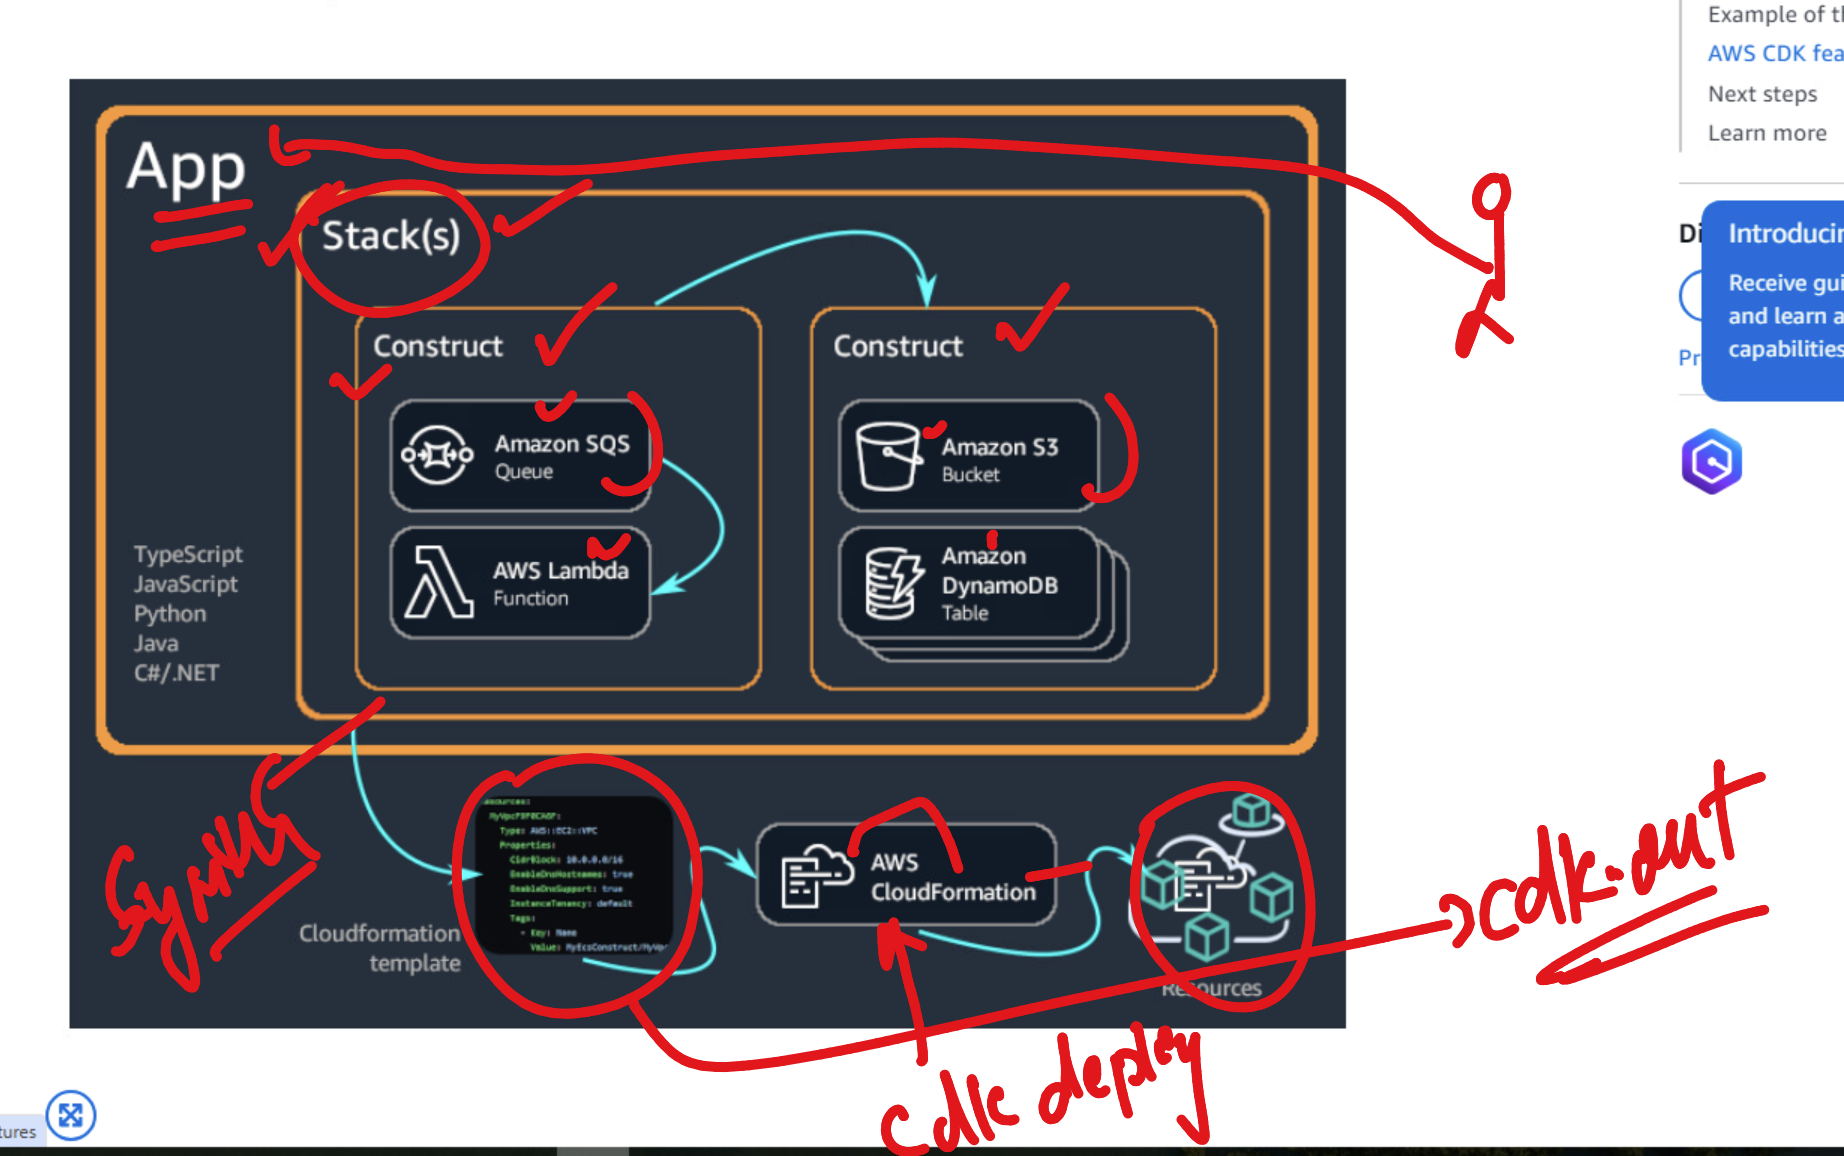 Example of t
AWS CDK fea
Next steps
Learn more
App
Stack(s)
Construct
Amazon SQS
Queue
AWS Lambda
Function
Construct
Amazon S3
Bucket
Amazon
DynamoDB
Table
TypeScript
JavaScript
Python
Java
C#/.NET
Di
Introducin
Receive gui
and learn a
capabilities
Pr
Synth
Cloudformation
template
esources:
MyVpcF9F0CA6F:
Type: AWS::EC2::VPC
Properties:
CidrBlock: 10.0.0.0/16
EnableDnsHostnames: true
EnableDnsSupport: true
InstanceTenancy: default
Tags:
- Key: Name
Value: MyEcsConstruct/MyVpc
AWS
CloudFormation
Resources
cdk.out
cdk deploy
tures